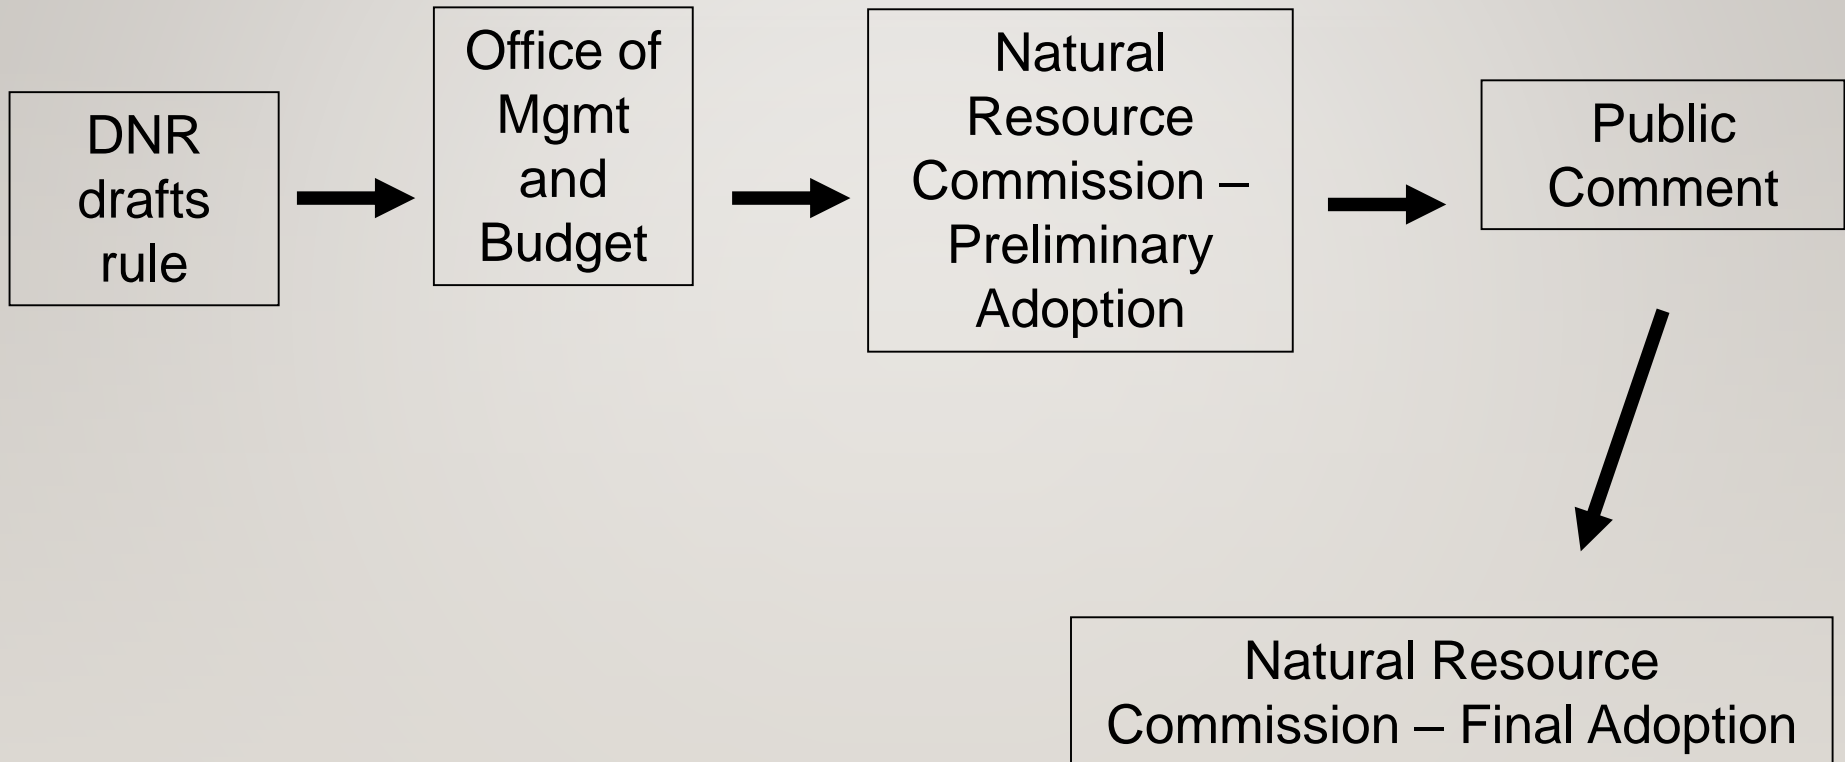 DNR
drafts
rule
Office of
Mgmt
and
Budget
Natural
Resource
Commission –
Preliminary
Adoption
Public
Comment
Natural Resource
Commission – Final Adoption